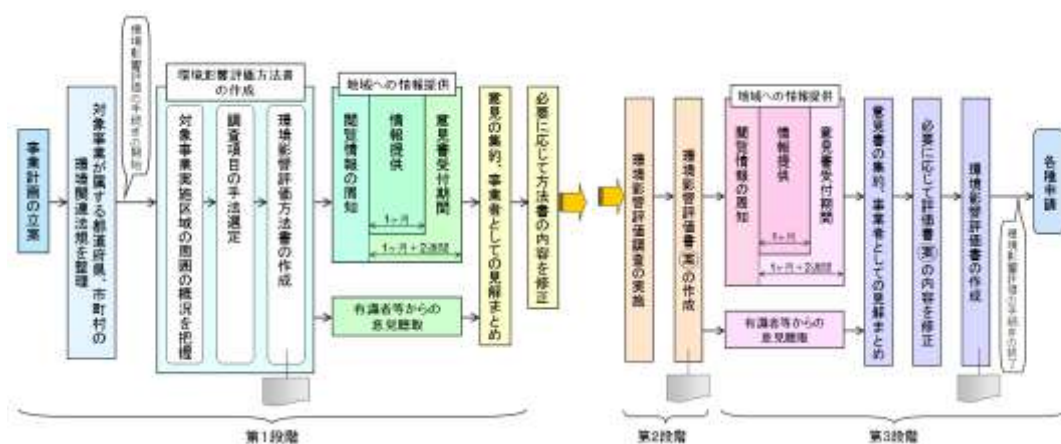 事業計画の立案
対象事業が属する都道府県、市町村の
環境関連法規を整理
環境影響評価の手続きの開始
環境影響評価方法書
の作成
対象事業実施区域の周囲の概況を把握
調査項目の手法選定
環境影響評価方法書の作成
地域への情報提供
閲覧情報の周知
情報提供
意見書受付期間
1ヶ月
1ヶ月+2週間
有識者等からの
意見聴取
意見の集約、事業者としての見解まとめ
必要に応じて方法書の内容を修正
第1段階
環境影響評価調査の実施
環境影響評価書(案)の作成
第2段階
地域への情報提供
閲覧情報の周知
情報提供
意見書受付期間
1ヶ月
1ヶ月+2週間
有識者等からの
意見聴取
意見書の集約、事業者としての見解まとめ
必要に応じて評価書(案)の内容を修正
環境影響評価書の作成
環境影響評価の手続きの終了
各種申請
第3段階